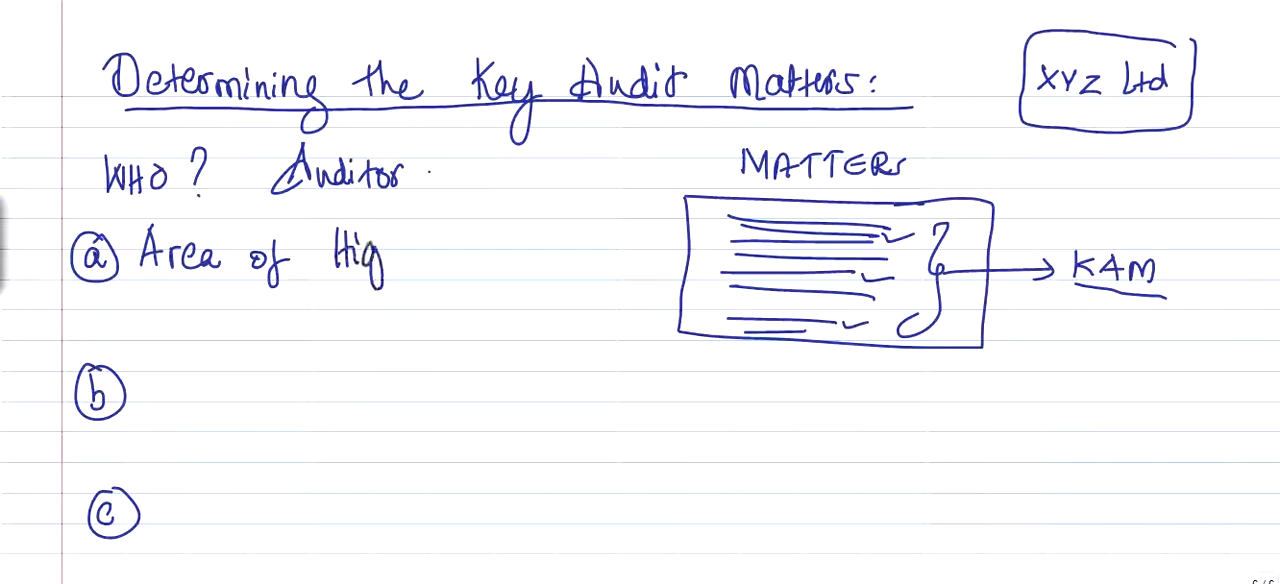 Determining the Key Audit Matters:
XYZ Ltd
WHO? Auditor.
MATTERS
(a) Area of Hig
KAM
(b)
(c)